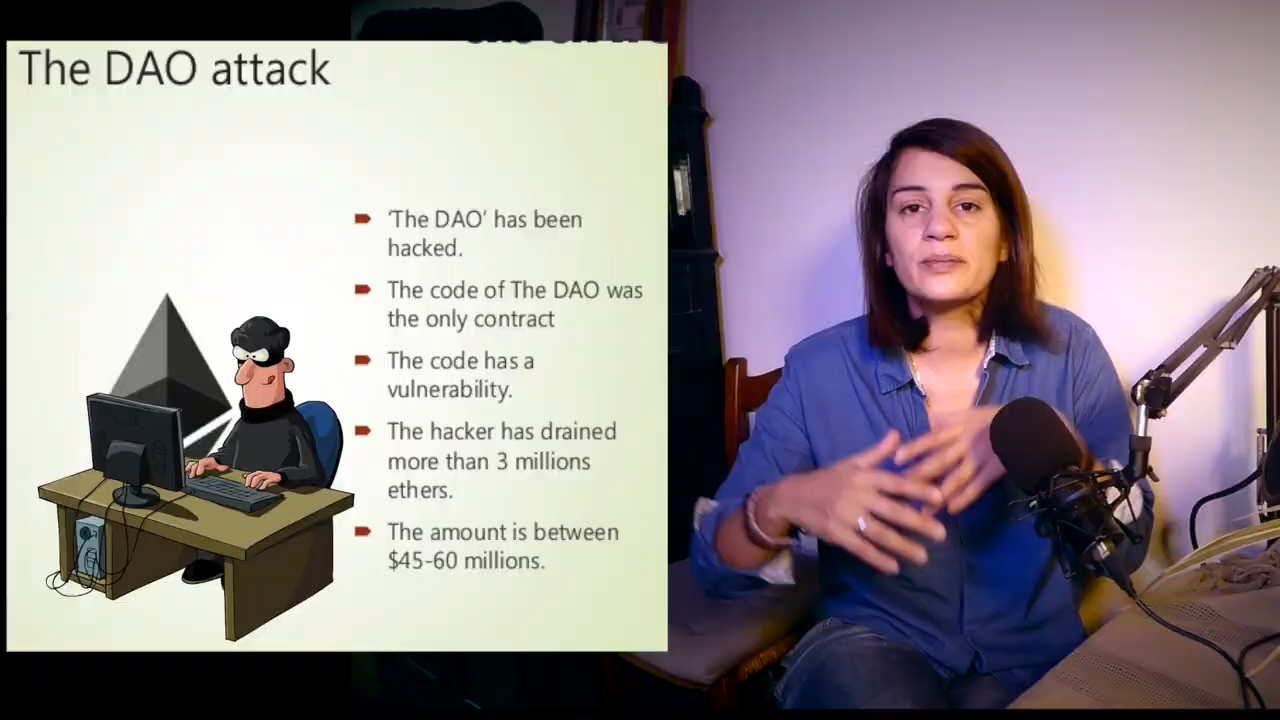 The DAO attack
‘The DAO’ has been
hacked.
The code of The DAO was
the only contract
The code has a
vulnerability.
The hacker has drained
more than 3 millions
ethers.
The amount is between
$45-60 millions.